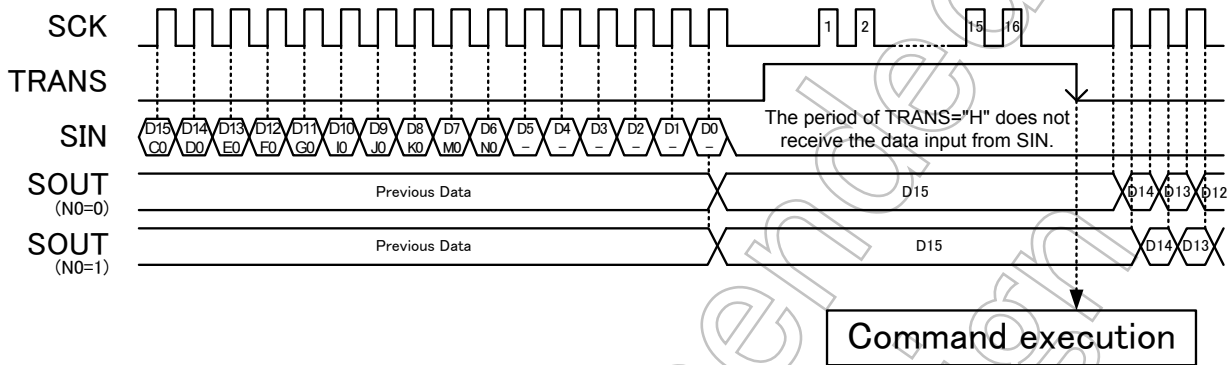 SCK
1 2 15 16
TRANS
The period of TRANS="H" does not
receive the data input from SIN.
SIN
D15 D14 D13 D12 D11 D10 D9 D8 D7 D6 D5 D4 D3 D2 D1 D0
C0 D0 E0 F0 G0 I0 J0 K0 M0 N0 - - - - - -
SOUT
(N0=0)
Previous Data D15 D14 D13 D12
SOUT
(N0=1)
Previous Data D15 D14 D13
Command execution